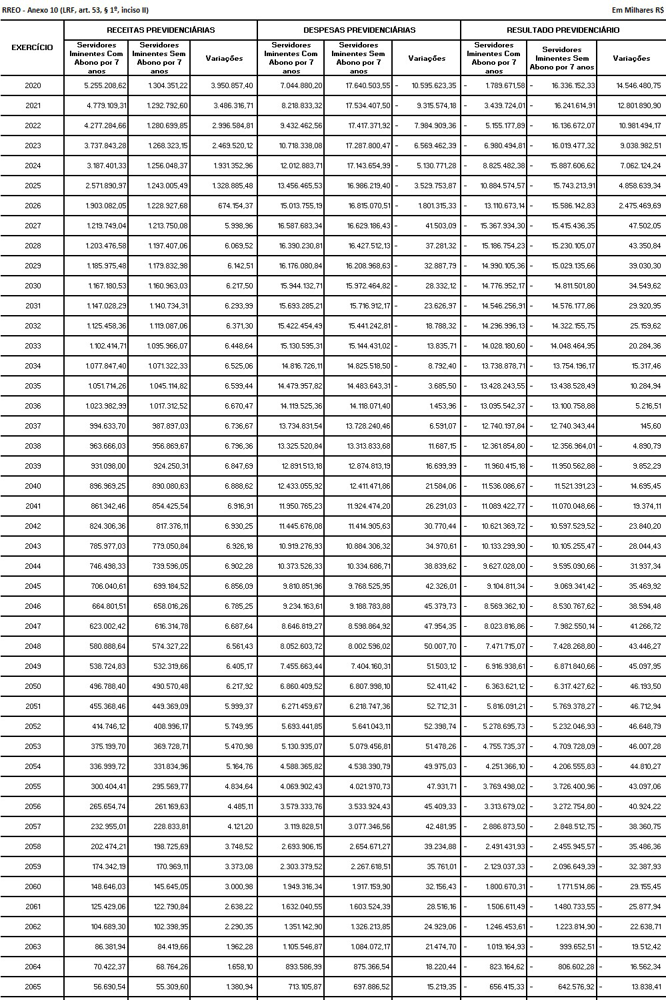 RREO - Anexo 10 (LRF, art. 53, § 1º, inciso II) Em Milhares R$
EXERCÍCIO RECEITAS PREVIDENCIÁRIAS DESPESAS PREVIDENCIÁRIAS RESULTADO PREVIDENCIÁRIO
Servidores Iminentes Com Abono por 7 anos Servidores Iminentes Sem Abono por 7 anos Variações Servidores Iminentes Com Abono por 7 anos Servidores Iminentes Sem Abono por 7 anos Variações Servidores Iminentes Com Abono por 7 anos Servidores Iminentes Sem Abono por 7 anos Variações
2020 5.255.208,62 1.304.351,22 3.950.857,40 7.044.880,20 17.640.503,55 - 10.595.623,35 - 1.789.671,58 - 16.336.152,33 14.546.480,75
2021 4.779.109,31 1.292.792,60 3.486.316,71 8.218.833,32 17.534.407,50 - 9.315.574,18 - 3.439.724,01 - 16.241.614,91 12.801.890,90
2022 4.277.284,66 1.280.699,85 2.996.584,81 9.432.462,56 17.417.371,92 - 7.984.909,36 - 5.155.177,89 - 16.136.672,07 10.981.494,17
2023 3.737.843,28 1.268.323,15 2.469.520,12 10.718.338,08 17.287.800,47 - 6.569.462,39 - 6.980.494,81 - 16.019.477,32 9.038.982,51
2024 3.187.401,33 1.256.048,37 1.931.352,96 12.012.883,71 17.143.654,99 - 5.130.771,28 - 8.825.482,38 - 15.887.606,62 7.062.124,24
2025 2.571.890,97 1.243.005,49 1.328.885,48 13.456.465,53 16.986.219,40 - 3.529.753,87 - 10.884.574,57 - 15.743.213,91 4.858.639,34
2026 1.903.082,05 1.228.927,68 674.154,37 15.013.755,19 16.815.070,51 - 1.801.315,33 - 13.110.673,14 - 15.586.142,83 2.475.469,69
2027 1.219.749,04 1.213.750,08 5.998,96 16.587.683,34 16.629.186,43 - 41.503,09 - 15.367.934,30 - 15.415.436,35 47.502,05
2028 1.203.476,58 1.197.407,06 6.069,52 16.390.230,81 16.427.512,13 - 37.281,32 - 15.186.754,23 - 15.230.105,07 43.350,84
2029 1.185.975,48 1.179.832,98 6.142,51 16.176.080,84 16.208.968,63 - 32.887,79 - 14.990.105,36 - 15.029.135,66 39.030,30
2030 1.167.180,53 1.160.963,03 6.217,50 15.944.132,71 15.972.464,82 - 28.332,12 - 14.776.952,17 - 14.811.501,80 34.549,62
2031 1.147.028,29 1.140.734,31 6.293,99 15.693.285,21 15.716.912,17 - 23.626,97 - 14.546.256,91 - 14.576.177,86 29.920,95
2032 1.125.458,36 1.119.087,06 6.371,30 15.422.454,49 15.441.242,81 - 18.788,32 - 14.296.996,13 - 14.322.155,75 25.159,62
2033 1.102.414,71 1.095.966,07 6.448,64 15.130.595,31 15.144.431,02 - 13.835,71 - 14.028.180,60 - 14.048.464,95 20.284,36
2034 1.077.847,40 1.071.322,33 6.525,06 14.816.726,11 14.825.518,50 - 8.792,40 - 13.738.878,71 - 13.754.196,17 15.317,46
2035 1.051.714,26 1.045.114,82 6.599,44 14.479.957,82 14.483.643,31 - 3.685,50 - 13.428.243,55 - 13.438.528,49 10.284,94
2036 1.023.982,99 1.017.312,52 6.670,47 14.119.525,36 14.118.071,40 1.453,96 - 13.095.542,37 - 13.100.758,88 5.216,51
2037 994.633,70 987.897,03 6.736,67 13.734.831,54 13.728.240,46 6.591,07 - 12.740.197,84 - 12.740.343,44 145,60
2038 963.666,03 956.869,67 6.796,36 13.325.520,84 13.313.833,68 11.687,15 - 12.361.854,80 - 12.356.964,01 - 4.890,79
2039 931.098,00 924.250,31 6.847,69 12.891.513,18 12.874.813,19 16.699,99 - 11.960.415,18 - 11.950.562,88 - 9.852,29
2040 896.969,25 890.080,63 6.888,62 12.433.055,92 12.411.471,86 21.584,06 - 11.536.086,67 - 11.521.391,23 - 14.695,45
2041 861.342,46 854.425,54 6.916,91 11.950.765,23 11.924.474,20 26.291,03 - 11.089.422,77 - 11.070.048,66 - 19.374,11
2042 824.306,36 817.376,11 6.930,25 11.445.676,08 11.414.905,63 30.770,44 - 10.621.369,72 - 10.597.529,52 - 23.840,20
2043 785.977,03 779.050,84 6.926,18 10.919.276,93 10.884.306,32 34.970,61 - 10.133.299,90 - 10.105.255,47 - 28.044,43
2044 746.498,33 739.596,05 6.902,28 10.373.526,33 10.334.686,71 38.839,62 - 9.627.028,00 - 9.595.090,66 - 31.937,34
2045 706.040,61 699.184,52 6.856,09 9.810.851,96 9.768.525,95 42.326,01 - 9.104.811,34 - 9.069.341,42 - 35.469,92
2046 664.801,51 658.016,26 6.785,25 9.234.163,61 9.188.783,88 45.379,73 - 8.569.362,10 - 8.530.767,62 - 38.594,48
2047 623.002,42 616.314,78 6.687,64 8.646.819,27 8.598.864,92 47.954,35 - 8.023.816,86 - 7.982.550,14 - 41.266,72
2048 580.888,64 574.327,22 6.561,43 8.052.603,72 8.002.596,02 50.007,70 - 7.471.715,07 - 7.428.268,80 - 43.446,27
2049 538.724,83 532.319,66 6.405,17 7.455.663,44 7.404.160,31 51.503,12 - 6.916.938,61 - 6.871.840,66 - 45.097,95
2050 496.788,40 490.570,48 6.217,92 6.860.409,52 6.807.998,10 52.411,42 - 6.363.621,12 - 6.317.427,62 - 46.193,50
2051 455.368,46 449.369,09 5.999,37 6.271.459,67 6.218.747,36 52.712,31 - 5.816.091,21 - 5.769.378,27 - 46.712,94
2052 414.746,12 408.996,17 5.749,95 5.693.441,85 5.641.043,11 52.398,74 - 5.278.695,73 - 5.232.046,93 - 46.648,79
2053 375.199,70 369.728,71 5.470,98 5.130.935,07 5.079.456,81 51.478,26 - 4.755.735,37 - 4.709.728,09 - 46.007,28
2054 336.999,72 331.834,96 5.164,76 4.588.365,82 4.538.390,79 49.975,03 - 4.251.366,10 - 4.206.555,83 - 44.810,27
2055 300.404,41 295.569,77 4.834,64 4.069.902,43 4.021.970,73 47.931,71 - 3.769.498,02 - 3.726.400,96 - 43.097,06
2056 265.654,74 261.169,63 4.485,11 3.579.333,76 3.533.924,43 45.409,33 - 3.313.679,02 - 3.272.754,80 - 40.924,22
2057 232.955,01 228.833,81 4.121,20 3.119.828,51 3.077.346,56 42.481,95 - 2.886.873,50 - 2.848.512,75 - 38.360,75
2058 202.474,21 198.725,69 3.748,52 2.693.906,15 2.654.671,27 39.234,88 - 2.491.431,93 - 2.455.945,57 - 35.486,36
2059 174.342,19 170.969,11 3.373,08 2.303.379,52 2.267.618,51 35.761,01 - 2.129.037,33 - 2.096.649,39 - 32.387,93
2060 148.646,03 145.645,05 3.000,98 1.949.316,34 1.917.159,90 32.156,43 - 1.800.670,31 - 1.771.514,86 - 29.155,45
2061 125.429,06 122.790,84 2.638,22 1.632.040,55 1.603.524,39 28.516,16 - 1.506.611,49 - 1.480.733,55 - 25.877,94
2062 104.689,30 102.398,95 2.290,35 1.351.142,90 1.326.213,85 24.929,06 - 1.246.453,61 - 1.223.814,90 - 22.638,71
2063 86.381,94 84.419,66 1.962,28 1.105.546,87 1.084.072,17 21.474,70 - 1.019.164,93 - 999.652,51 - 19.512,42
2064 70.422,37 68.764,26 1.658,10 893.586,99 875.366,54 18.220,44 - 823.164,62 - 806.602,28 - 16.562,34
2065 56.690,54 55.309,60 1.380,94 713.105,87 697.886,52 15.219,35 - 656.415,33 - 642.576,92 - 13.838,41